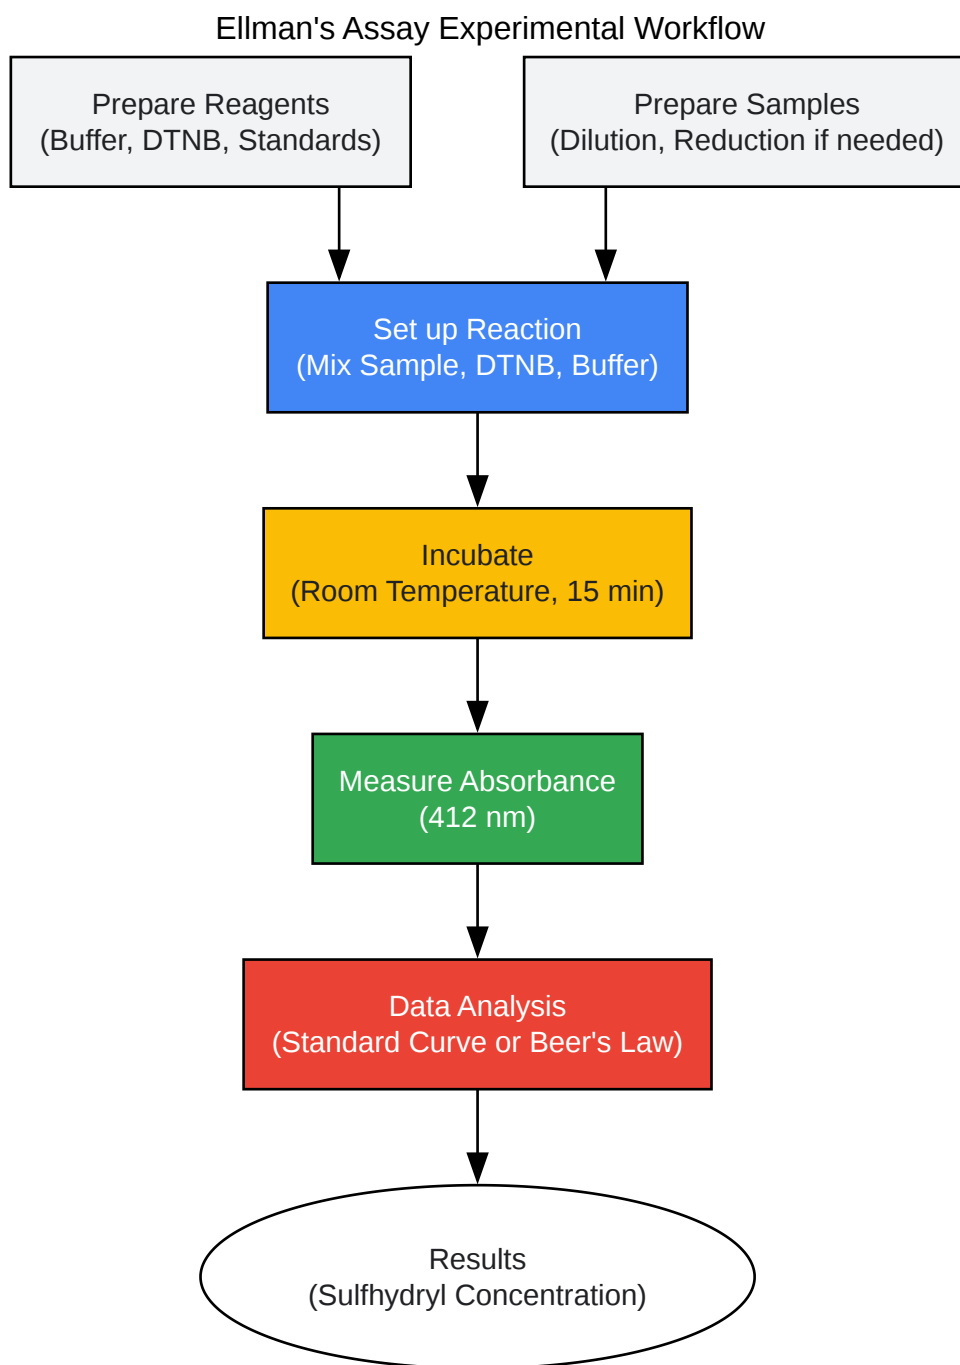 Ellman's Assay Experimental Workflow
Prepare Reagents
(Buffer, DTNB, Standards)
Prepare Samples
(Dilution, Reduction if needed)
Set up Reaction
(Mix Sample, DTNB, Buffer)
Incubate
(Room Temperature, 15 min)
Measure Absorbance
(412 nm)
Data Analysis
(Standard Curve or Beer's Law)
Results
(Sulfhydryl Concentration)